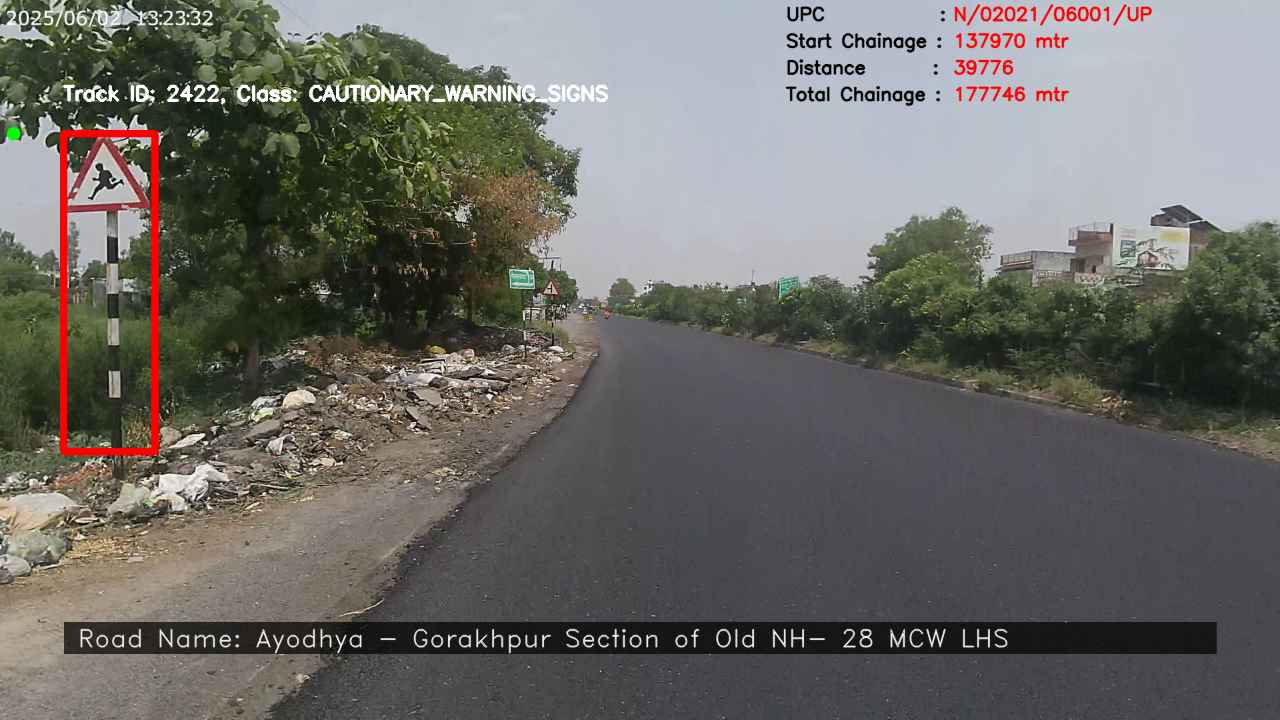 2025/06/02 13:23:32
UPC : N/02021/06001/UP
Start Chainage : 137970 mtr
Distance : 39776
Total Chainage : 177746 mtr
Track ID: 2422, Class: CAUTIONARY_WARNING_SIGNS
Road Name: Ayodhya - Gorakhpur Section of Old NH- 28 MCW LHS